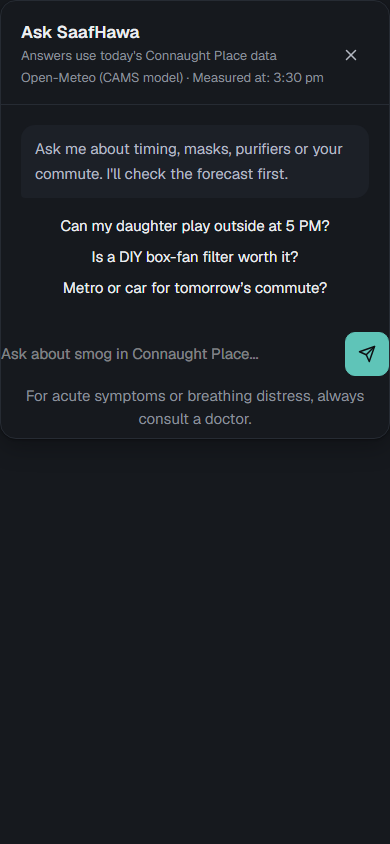 Ask SaafHawa
Answers use today's Connaught Place data
Open-Meteo (CAMS model) · Measured at: 3:30 pm
Ask me about timing, masks, purifiers or your
commute. I'll check the forecast first.
Can my daughter play outside at 5 PM?
Is a DIY box-fan filter worth it?
Metro or car for tomorrow's commute?
Ask about smog in Connaught Place...
For acute symptoms or breathing distress, always
consult a doctor.